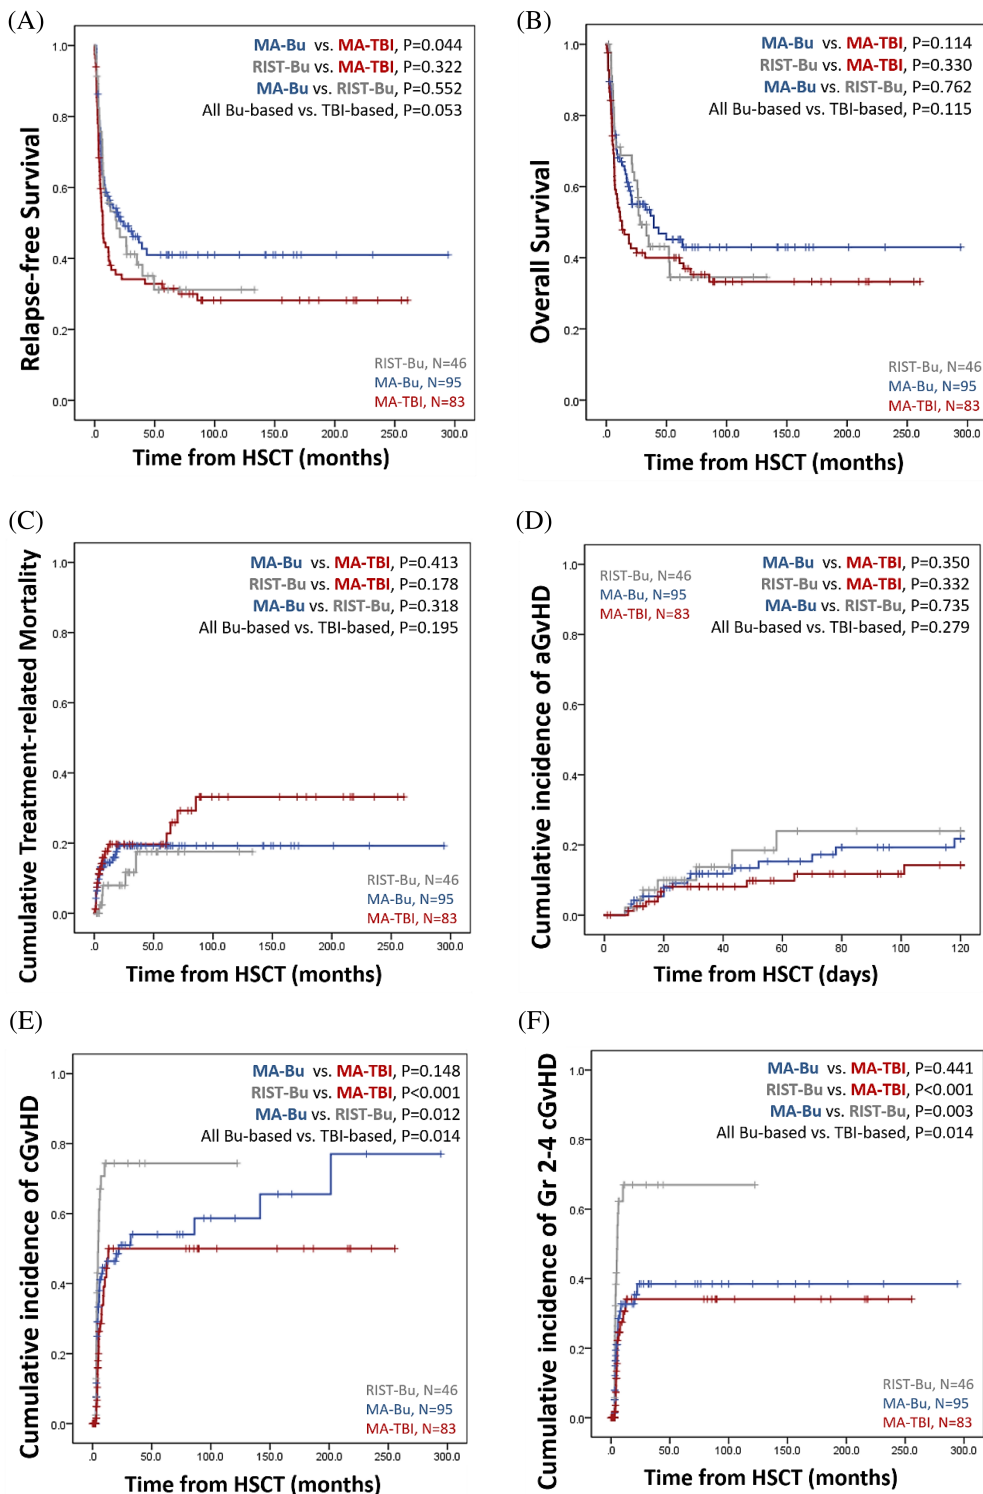 (A)
MA-Bu vs. MA-TBI, P=0.044
RIST-Bu vs. MA-TBI, P=0.322
MA-Bu vs. RIST-Bu, P=0.552
All Bu-based vs. TBI-based, P=0.053
Relapse-free Survival
1.0
0.8
0.6
0.4
0.2
0.0
RIST-Bu, N=46
MA-Bu, N=95
MA-TBI, N=83
.0 50.0 100.0 150.0 200.0 250.0 300.0
Time from HSCT (months)
(B)
MA-Bu vs. MA-TBI, P=0.114
RIST-Bu vs. MA-TBI, P=0.330
MA-Bu vs. RIST-Bu, P=0.762
All Bu-based vs. TBI-based, P=0.115
Overall Survival
1.0
0.8
0.6
0.4
0.2
0.0
RIST-Bu, N=46
MA-Bu, N=95
MA-TBI, N=83
.0 50.0 100.0 150.0 200.0 250.0 300.0
Time from HSCT (months)
(C)
MA-Bu vs. MA-TBI, P=0.413
RIST-Bu vs. MA-TBI, P=0.178
MA-Bu vs. RIST-Bu, P=0.318
All Bu-based vs. TBI-based, P=0.195
Cumulative Treatment-related Mortality
1.0
0.8
0.6
0.4
0.2
0.0
RIST-Bu, N=46
MA-Bu, N=95
MA-TBI, N=83
.0 50.0 100.0 150.0 200.0 250.0 300.0
Time from HSCT (months)
(D)
RIST-Bu, N=46
MA-Bu, N=95
MA-TBI, N=83
MA-Bu vs. MA-TBI, P=0.350
RIST-Bu vs. MA-TBI, P=0.332
MA-Bu vs. RIST-Bu, P=0.735
All Bu-based vs. TBI-based, P=0.279
Cumulative incidence of aGvHD
1.0
0.8
0.6
0.4
0.2
0.0
0 20 40 60 80 100 120
Time from HSCT (days)
(E)
MA-Bu vs. MA-TBI, P=0.148
RIST-Bu vs. MA-TBI, P<0.001
MA-Bu vs. RIST-Bu, P=0.012
All Bu-based vs. TBI-based, P=0.014
Cumulative incidence of cGvHD
1.0
0.8
0.6
0.4
0.2
0.0
RIST-Bu, N=46
MA-Bu, N=95
MA-TBI, N=83
.0 50.0 100.0 150.0 200.0 250.0 300.0
Time from HSCT (months)
(F)
MA-Bu vs. MA-TBI, P=0.441
RIST-Bu vs. MA-TBI, P<0.001
MA-Bu vs. RIST-Bu, P=0.003
All Bu-based vs. TBI-based, P=0.014
Cumulative incidence of Gr 2-4 cGvHD
1.0
0.8
0.6
0.4
0.2
0.0
RIST-Bu, N=46
MA-Bu, N=95
MA-TBI, N=83
.0 50.0 100.0 150.0 200.0 250.0 300.0
Time from HSCT (months)